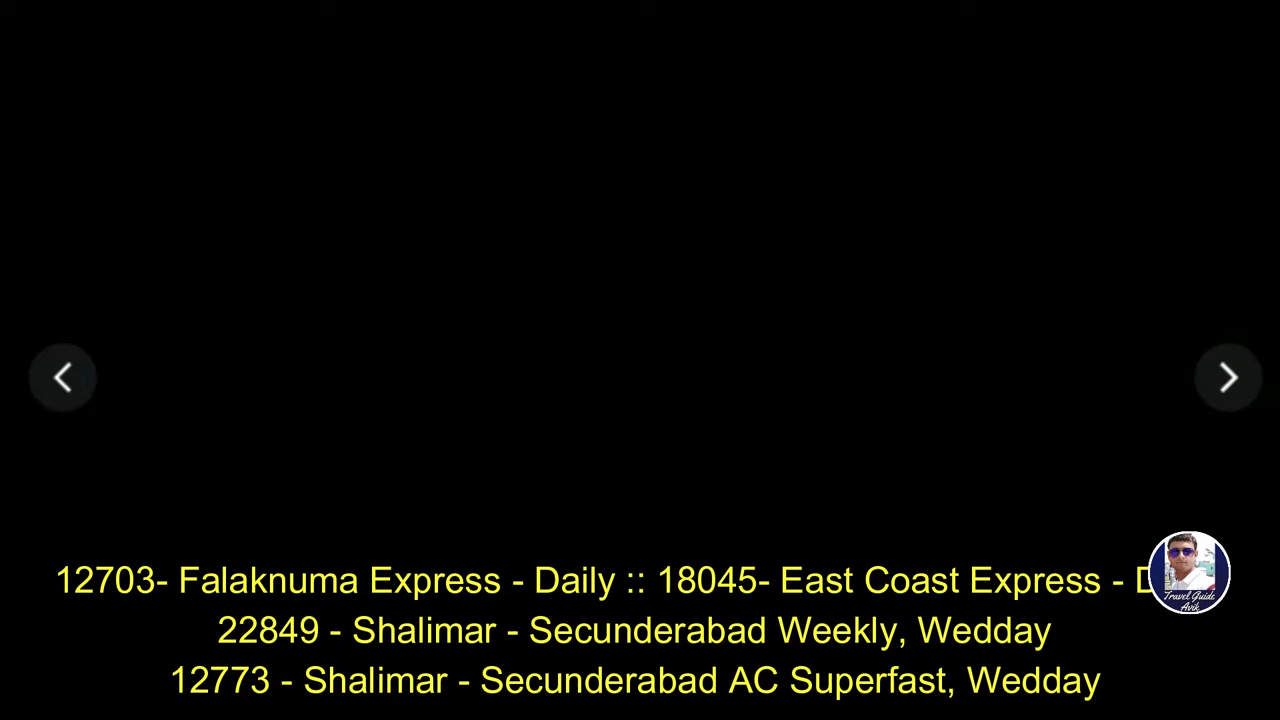 12703- Falaknuma Express - Daily :: 18045- East Coast Express -
22849 - Shalimar - Secunderabad Weekly, Wedday
12773 - Shalimar - Secunderabad AC Superfast, Wedday
Travel Guide
Avik